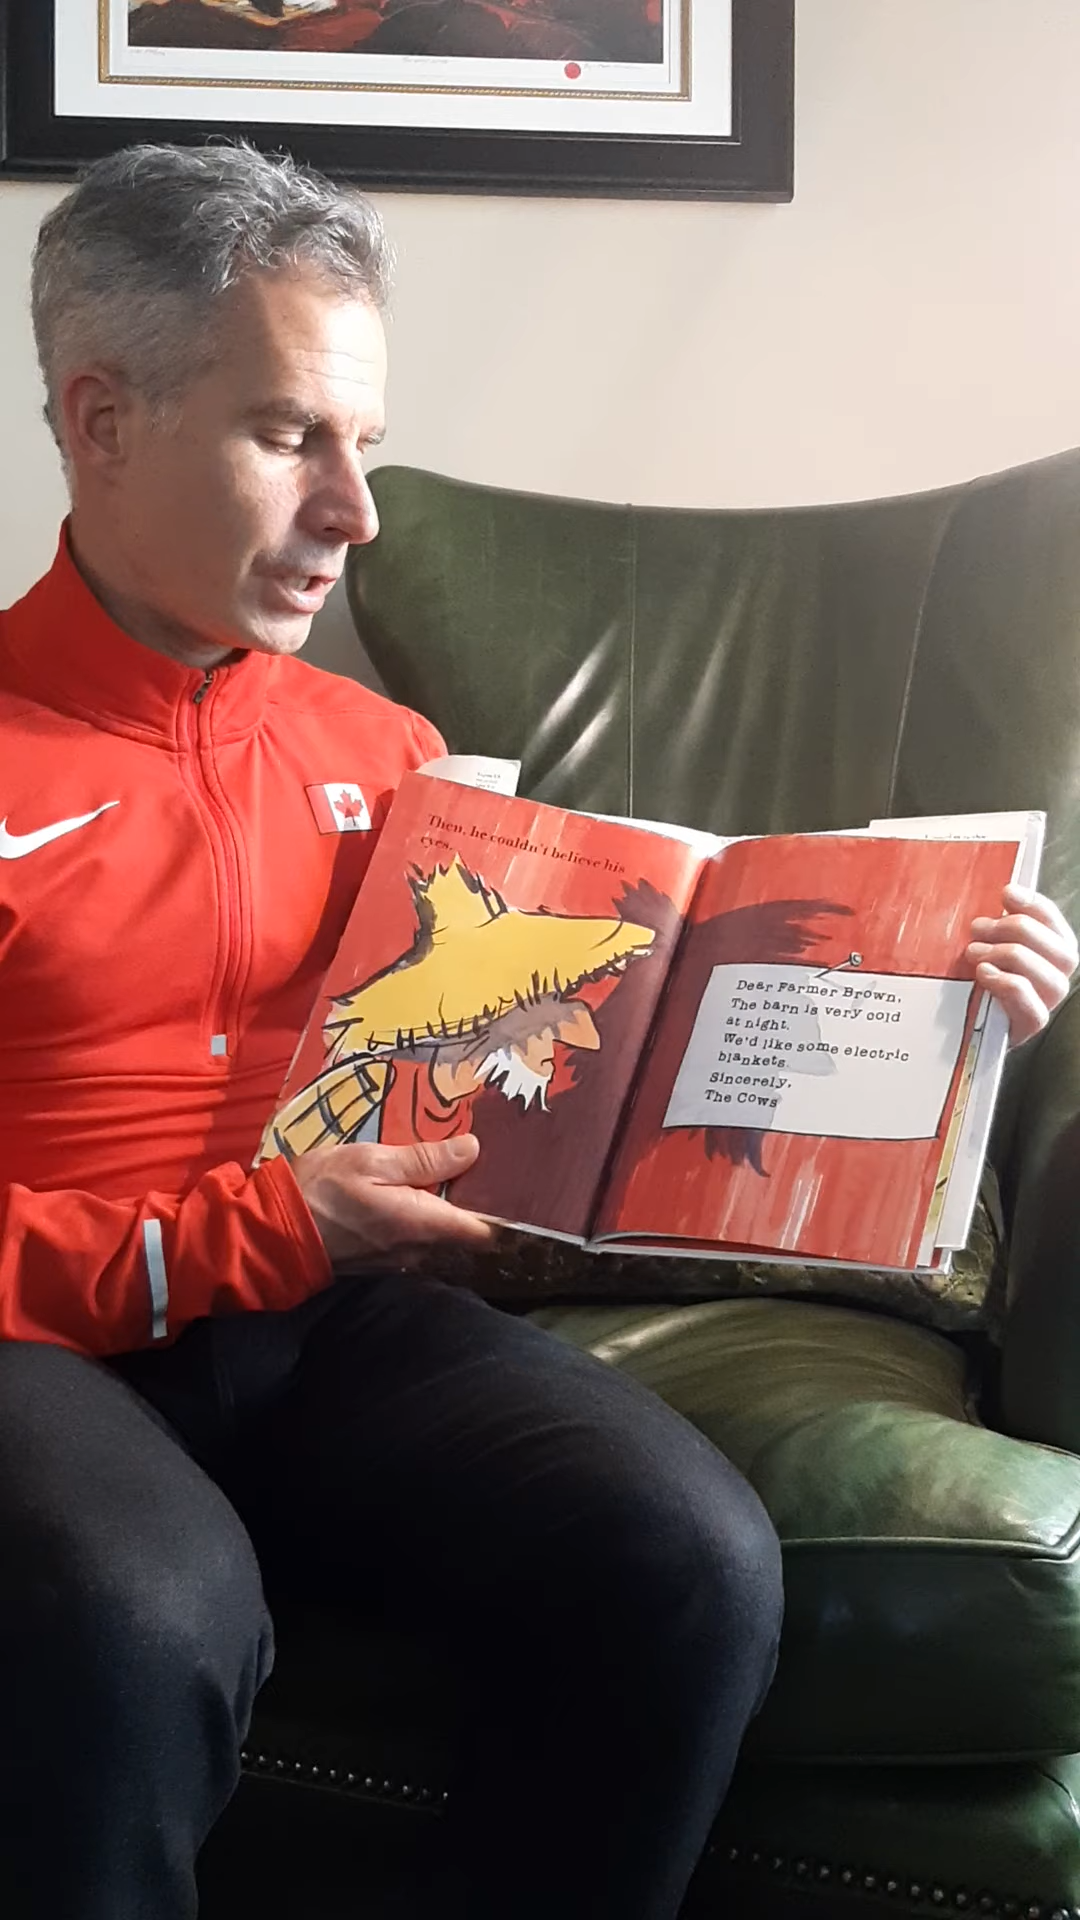 Then, he couldn't believe his
eyes.
Dear Farmer Brown,
The barn is very cold
at night.
We'd like some electric
blankets.
Sincerely,
The Cows